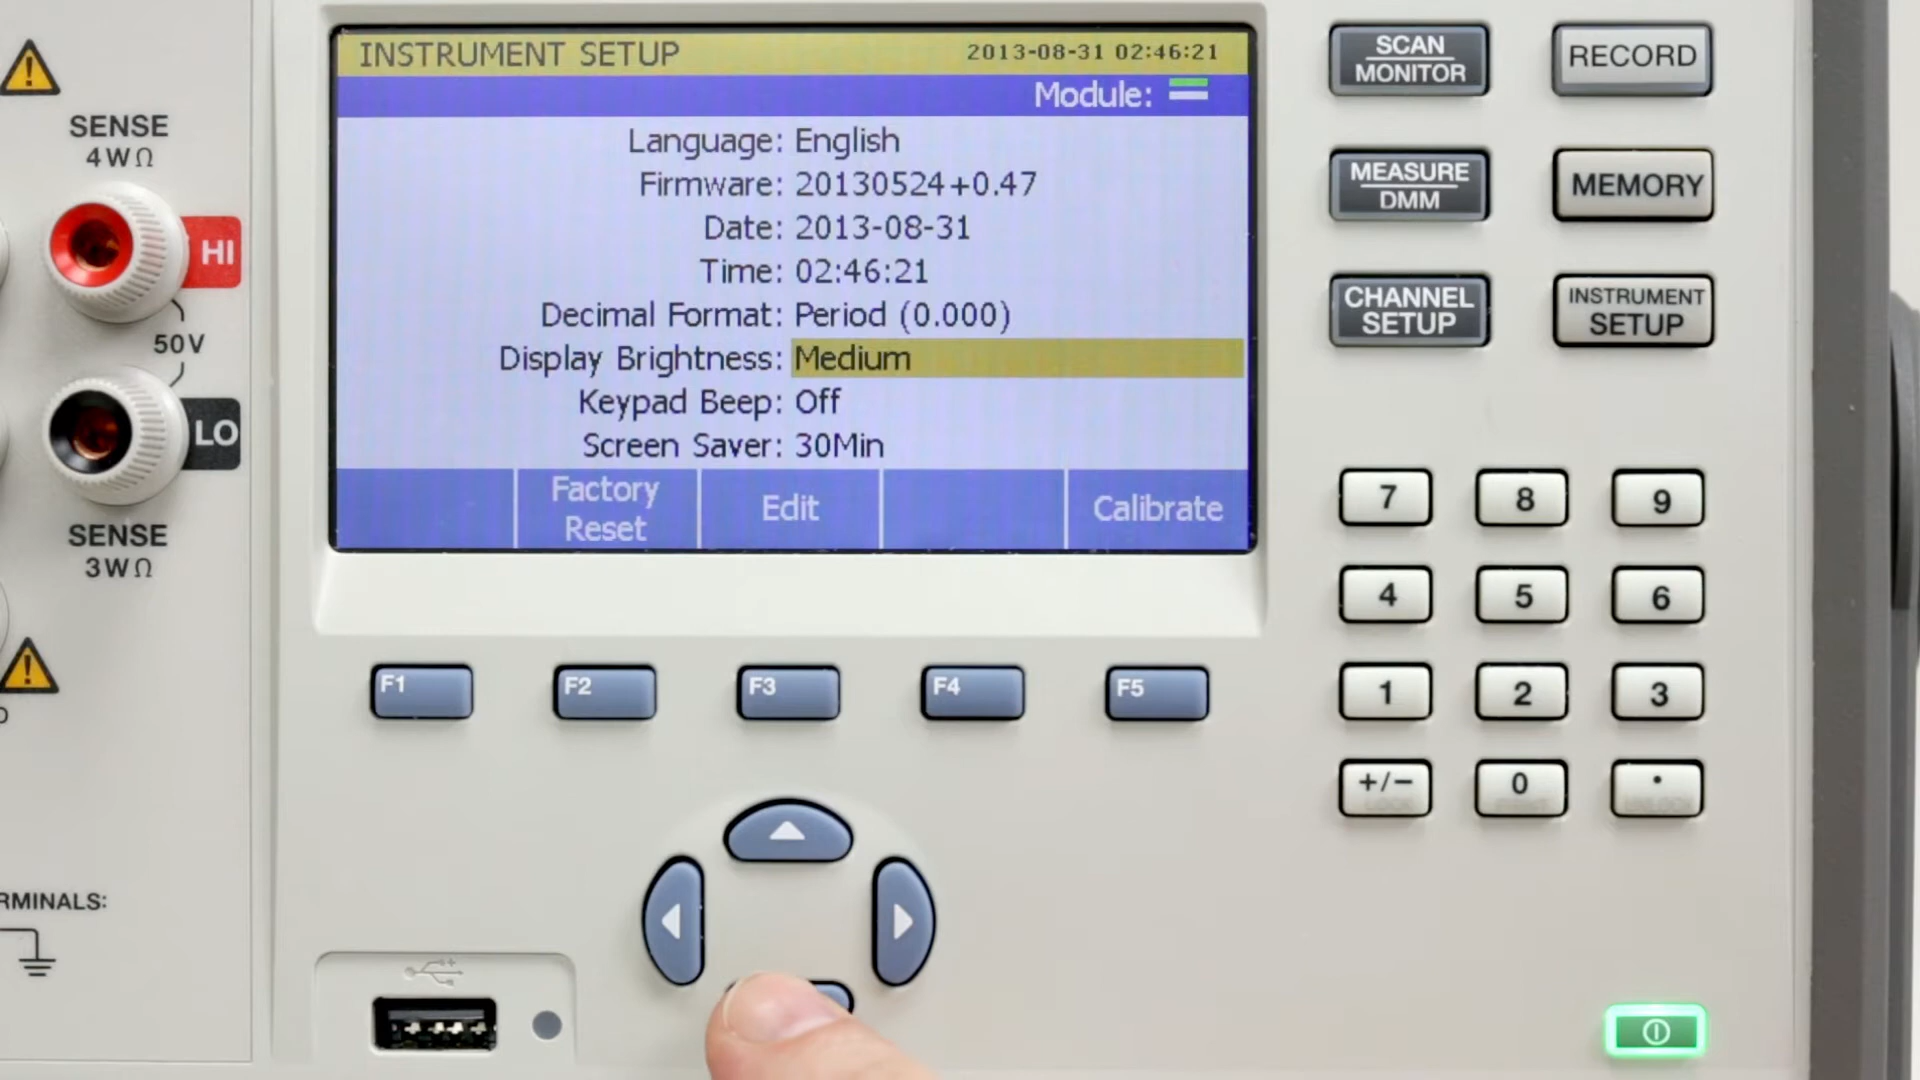 INSTRUMENT SETUP 2013-08-31 02:46:21
Module:
Language: English
Firmware: 20130524+0.47
Date: 2013-08-31
Time: 02:46:21
Decimal Format: Period (0.000)
Display Brightness: Medium
Keypad Beep: Off
Screen Saver: 30Min
Factory
Reset
Edit
Calibrate
SENSE
4WΩ
HI
50V
LO
SENSE
3WΩ
RMINALS:
F1 F2 F3 F4 F5
SCAN
MONITOR
RECORD
MEASURE
DMM
MEMORY
CHANNEL
SETUP
INSTRUMENT
SETUP
7 8 9
4 5 6
1 2 3
+/− 0 .